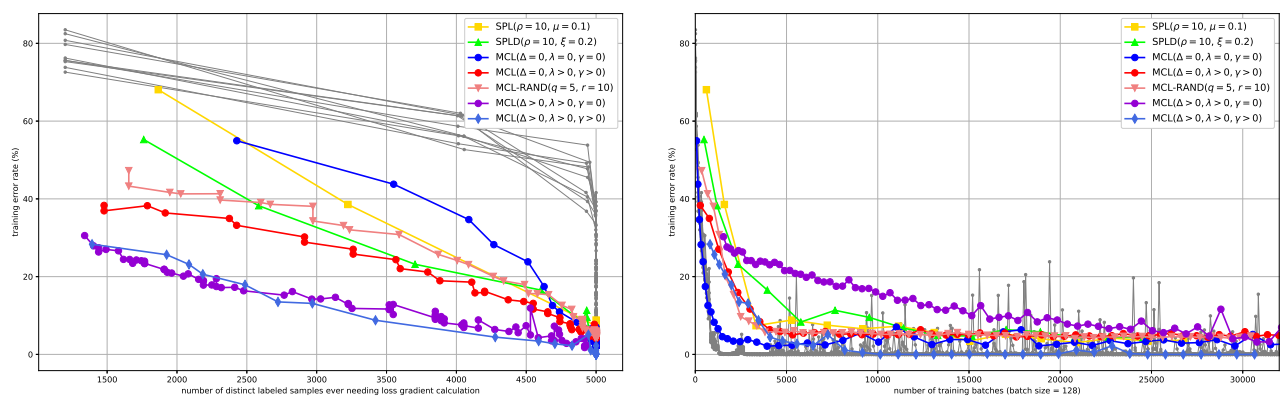 80
60
40
20
0
training error rate (%)
1500 2000 2500 3000 3500 4000 4500 5000
number of distinct labeled samples ever needing loss gradient calculation
SPL(ρ = 10, μ = 0.1)
SPLD(ρ = 10, ξ = 0.2)
MCL(Δ = 0, λ = 0, γ = 0)
MCL(Δ = 0, λ > 0, γ > 0)
MCL-RAND(q = 5, r = 10)
MCL(Δ > 0, λ > 0, γ = 0)
MCL(Δ > 0, λ > 0, γ > 0)
80
60
40
20
0
training error rate (%)
0 5000 10000 15000 20000 25000 30000
number of training batches (batch size = 128)
SPL(ρ = 10, μ = 0.1)
SPLD(ρ = 10, ξ = 0.2)
MCL(Δ = 0, λ = 0, γ = 0)
MCL(Δ = 0, λ > 0, γ > 0)
MCL-RAND(q = 5, r = 10)
MCL(Δ > 0, λ > 0, γ = 0)
MCL(Δ > 0, λ > 0, γ > 0)